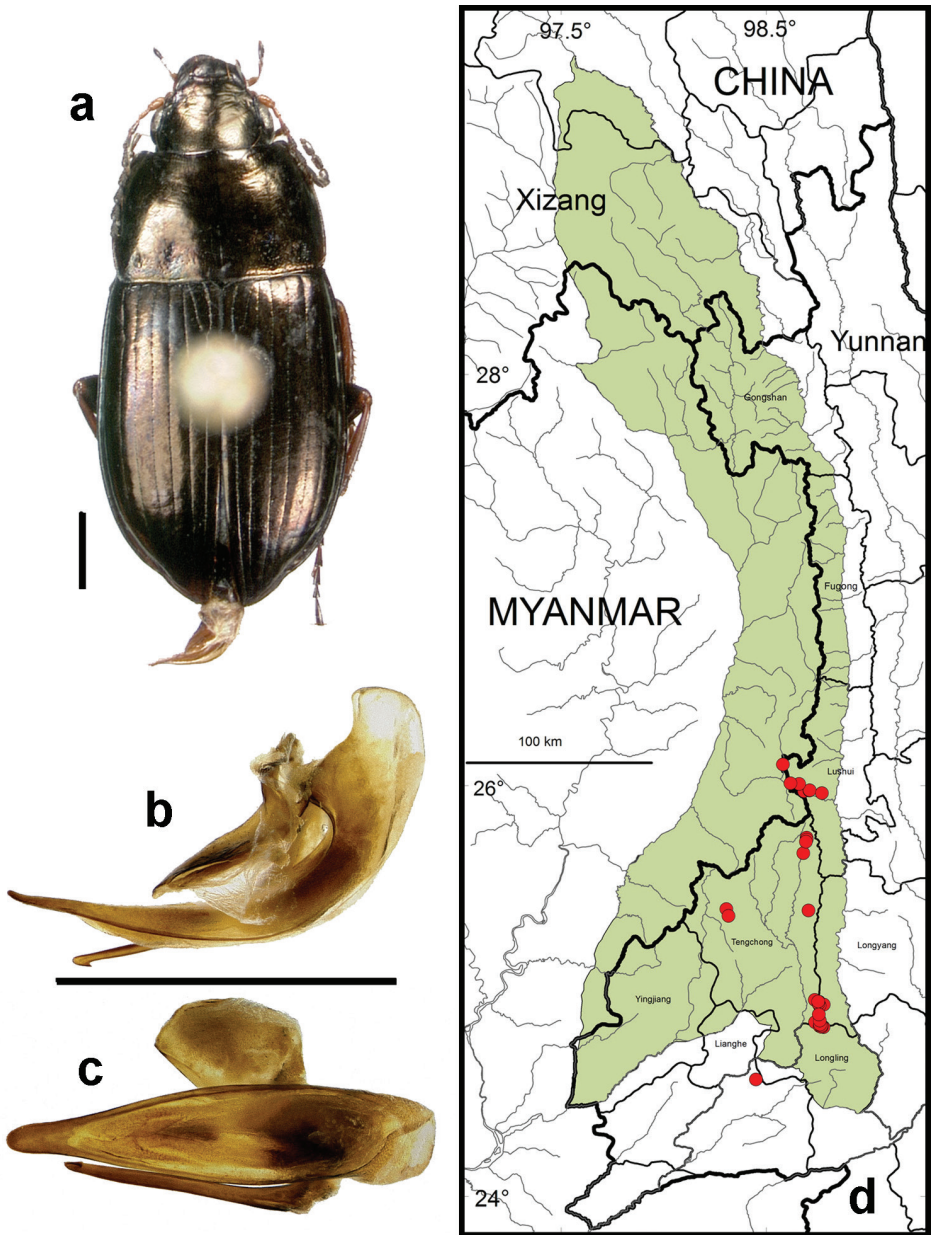 a
b
c
97.5°
98.5°
CHINA
Xizang
Yunnan
28°
Gongshan
Fugong
MYANMAR
100 km
Lushui
26°
Tengchong
Longyang
Yingjiang
Lianghe
Longling
24°
d